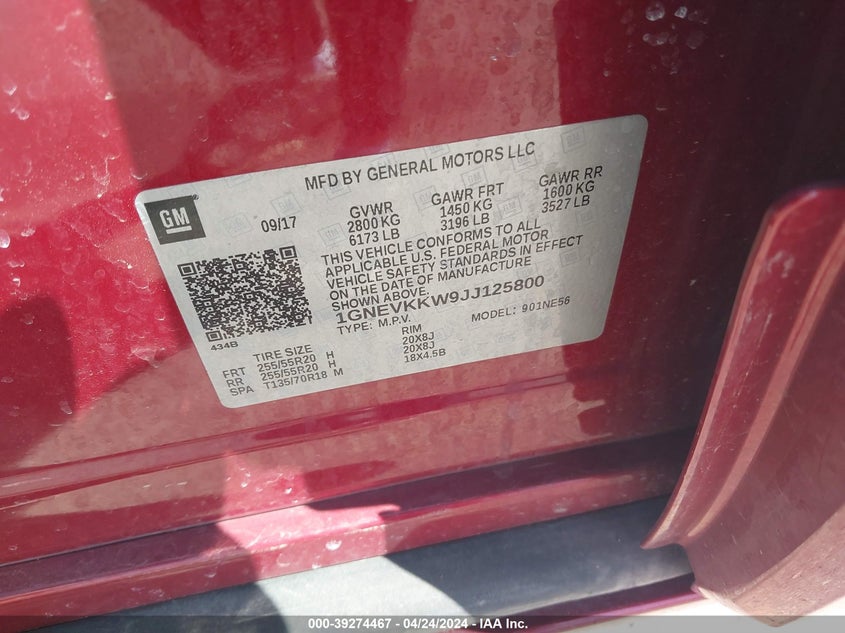 MFD BY GENERAL MOTORS LLC
GM
09/17
GVWR GAWR FRT GAWR RR
2800 KG 1450 KG 1600 KG
6173 LB 3196 LB 3527 LB
THIS VEHICLE CONFORMS TO ALL
APPLICABLE U.S. FEDERAL MOTOR
VEHICLE SAFETY STANDARDS IN EFFECT
ON THE DATE OF MANUFACTURE
SHOWN ABOVE.
1GNEVKKW9JJ125800
TYPE: M.P.V. MODEL: 901NE56
434B
TIRE SIZE RIM
FRT 255/55R20 H 20X8J
RR 255/55R20 H 20X8J
SPA T135/70R18 M 18X4.5B
000-39274467 | 04/24/2024 | IAA Inc.